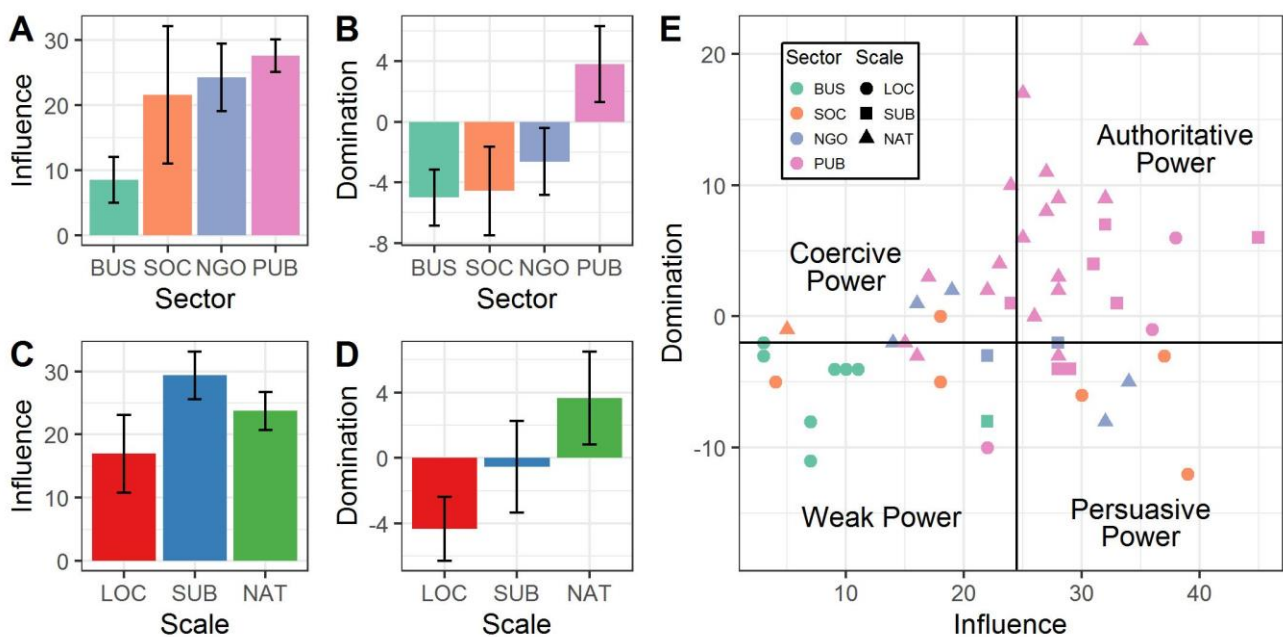 A
Influence
30
20
10
0
BUS SOC NGO PUB
Sector
B
Domination
4
0
-4
-8
BUS SOC NGO PUB
Sector
C
Influence
30
20
10
0
LOC SUB NAT
Scale
D
Domination
4
0
-4
LOC SUB NAT
Scale
E
Domination
20
10
0
-10
Sector Scale
BUS LOC
SOC SUB
NGO NAT
PUB
Authoritative
Power
Coercive
Power
Weak Power
Persuasive
Power
10 20 30 40
Influence